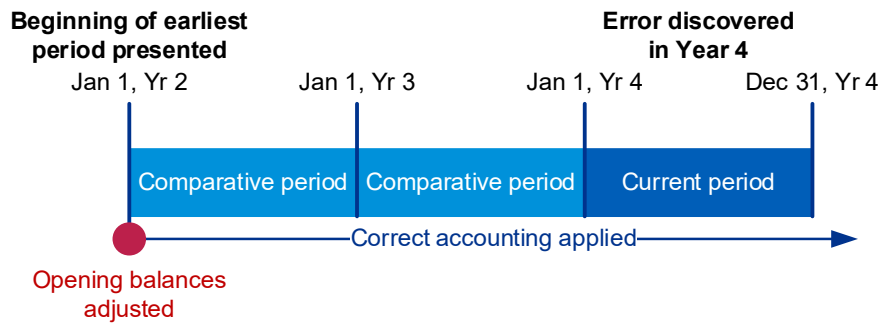 Beginning of earliest
period presented
Error discovered
in Year 4
Jan 1, Yr 2
Jan 1, Yr 3
Jan 1, Yr 4
Dec 31, Yr 4
Comparative period
Comparative period
Current period
Correct accounting applied
Opening balances
adjusted